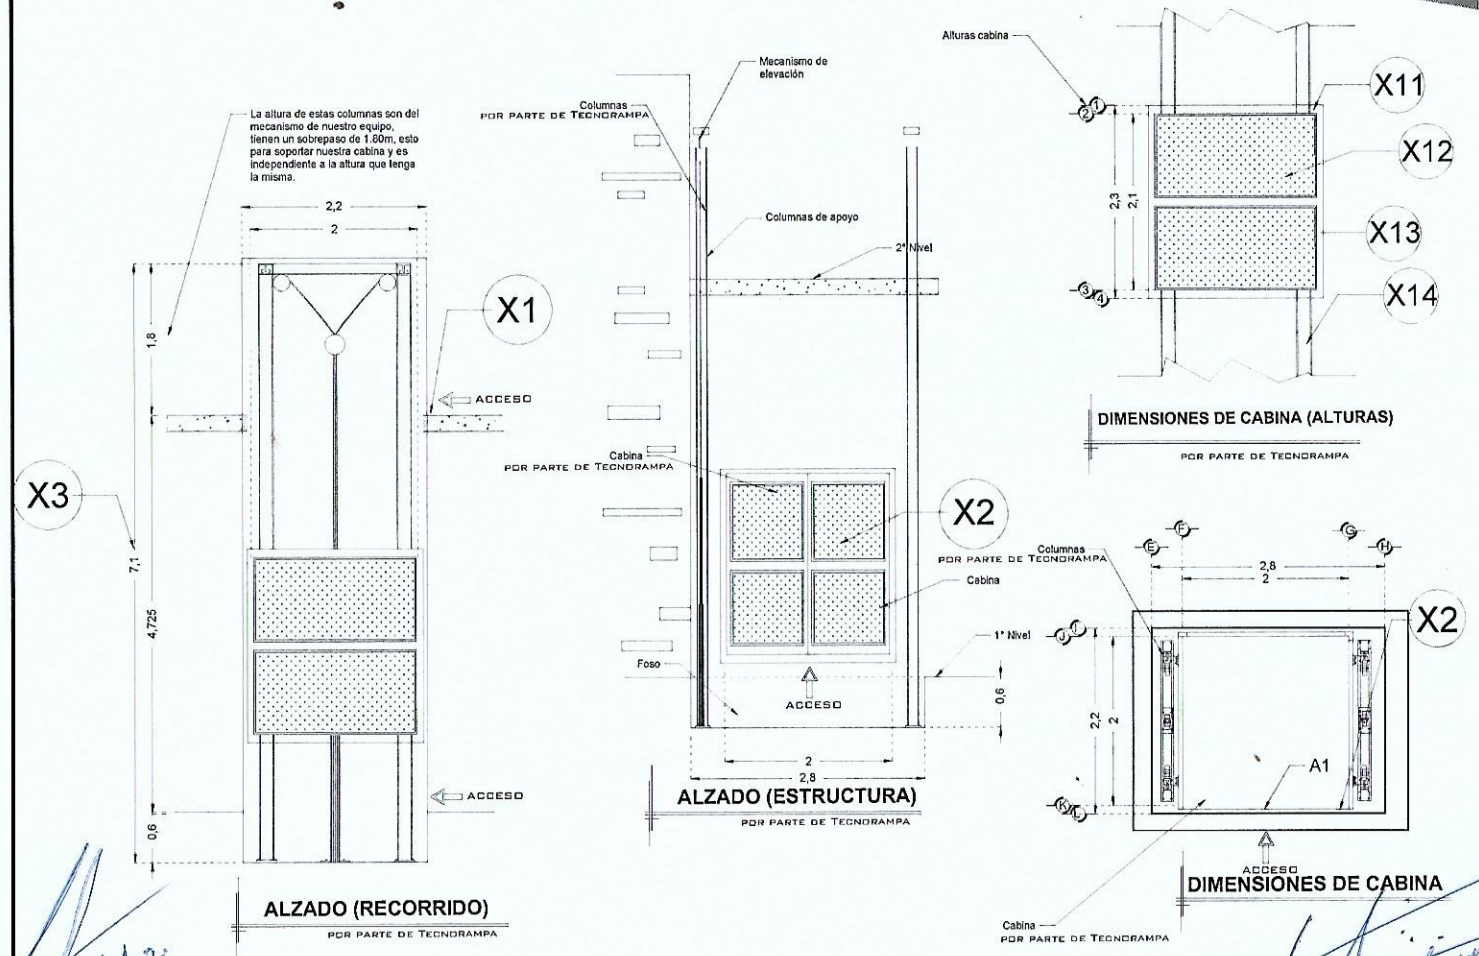 La altura de estas columnas son del
mecanismo de nuestro equipo,
tienen un sobrepaso de 1.80m, esto
para soportar nuestra cabina y es
independiente a la altura que tenga
la misma.
2,2
2
1,8
X1
ACCESO
X3
7,1
4,725
ACCESO
0,6
ALZADO (RECORRIDO)
POR PARTE DE TECNORAMPA
Mecanismo de
elevación
Columnas
POR PARTE DE TECNORAMPA
Columnas de apoyo
2° Nivel
Cabina
POR PARTE DE TECNORAMPA
X2
Cabina
1° Nivel
Foso
ACCESO
0,6
2
2,8
ALZADO (ESTRUCTURA)
POR PARTE DE TECNORAMPA
Alturas cabina
1
2
X11
X12
2,3
2,1
X13
3
4
X14
DIMENSIONES DE CABINA (ALTURAS)
POR PARTE DE TECNORAMPA
F
G
E
H
Columnas
POR PARTE DE TECNORAMPA
2,8
2
X2
I
J
2,2
2
A1
K
L
ACCESO
DIMENSIONES DE CABINA
Cabina
POR PARTE DE TECNORAMPA